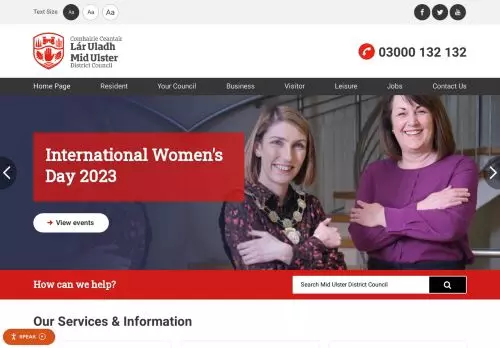 Text Size Aa Aa Aa
Comhairle Ceantair
Lár Uladh
Mid Ulster
District Council
03000 132 132
Home Page Resident Your Council Business Visitor Leisure Jobs Contact Us
International Women's
Day 2023
View events
How can we help?
Search Mid Ulster District Council
Our Services & Information
SPEAK